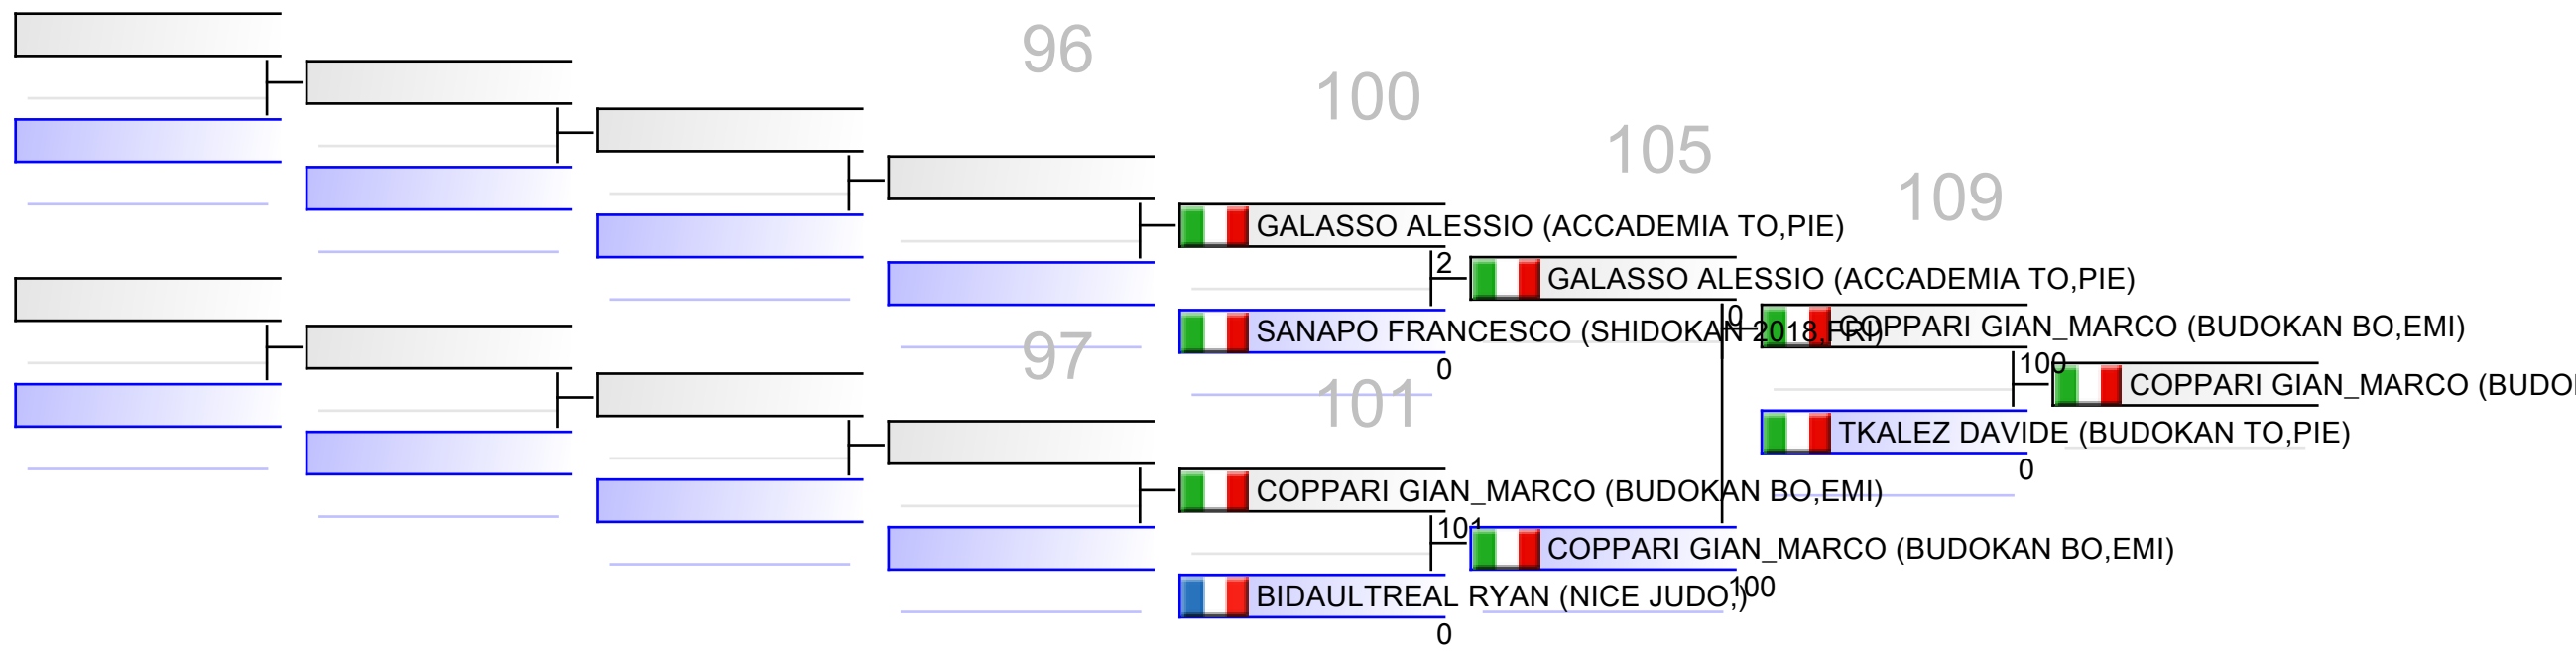 96
100
105
109
GALASSO ALESSIO (ACCADEMIA TO,PIE)
2
GALASSO ALESSIO (ACCADEMIA TO,PIE)
0
SANAPO FRANCESCO (SHIDOKAN 2018,FRI)
COPPARI GIAN_MARCO (BUDOKAN BO,EMI)
97
0
100
101
COPPARI GIAN_MARCO (BUDO
TKALEZ DAVIDE (BUDOKAN TO,PIE)
0
COPPARI GIAN_MARCO (BUDOKAN BO,EMI)
101
COPPARI GIAN_MARCO (BUDOKAN BO,EMI)
100
BIDAULTREAL RYAN (NICE JUDO,)
0